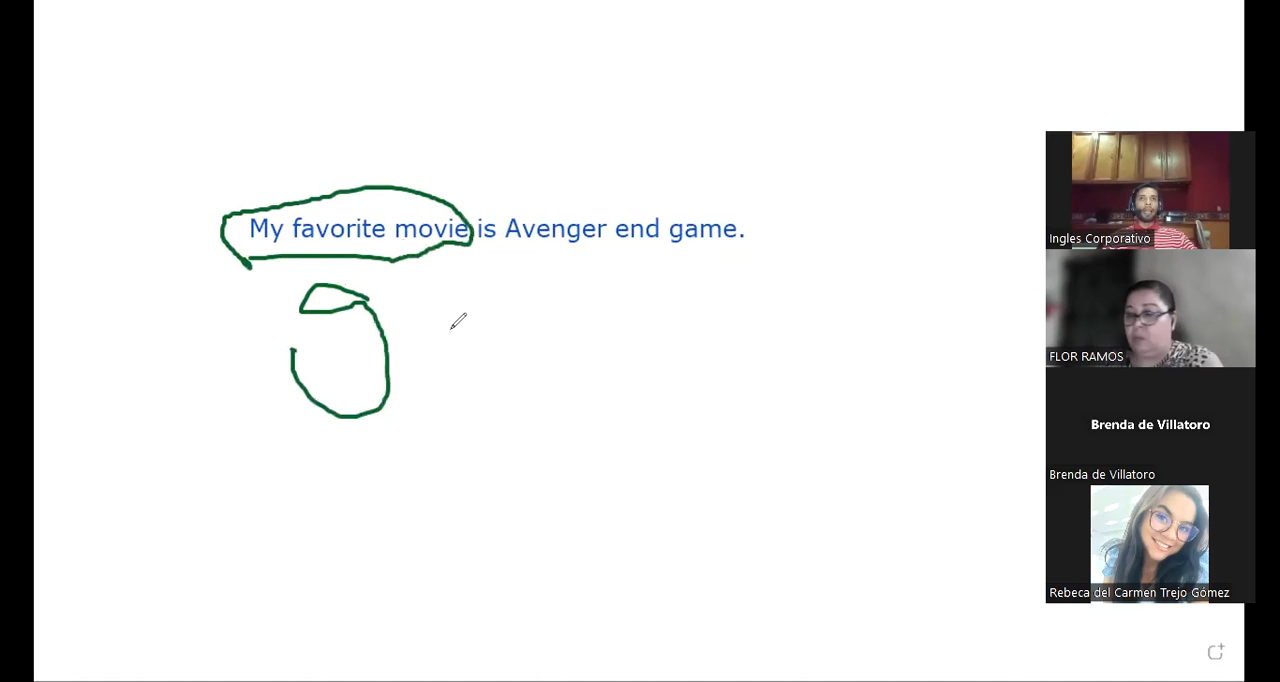 My favorite movie is Avenger end game.
Ingles Corporativo
FLOR RAMOS
Brenda de Villatoro
Brenda de Villatoro
Rebeca del Carmen Trejo Gómez